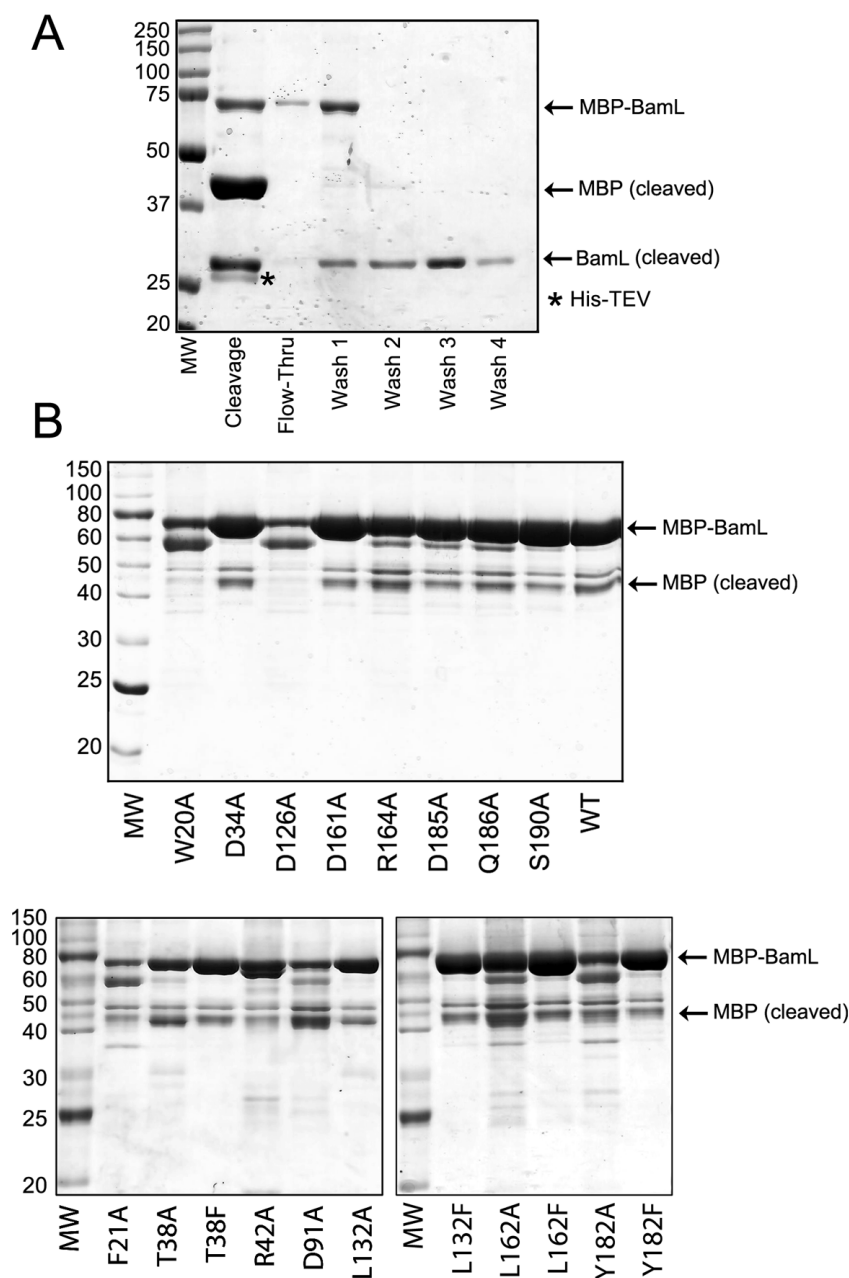 A
250
150
100
75
50
37
25
20
← MBP-BamL
← MBP (cleaved)
← BamL (cleaved)
*
* His-TEV
MW
Cleavage
Flow-Thru
Wash 1
Wash 2
Wash 3
Wash 4
B
150
100
80
60
50
40
30
25
20
← MBP-BamL
← MBP (cleaved)
MW
W20A
D34A
D126A
D161A
R164A
D185A
Q186A
S190A
WT
150
100
80
60
50
40
30
25
20
← MBP-BamL
← MBP (cleaved)
MW
F21A
T38A
T38F
R42A
D91A
L132A
MW
L132F
L162A
L162F
Y182A
Y182F